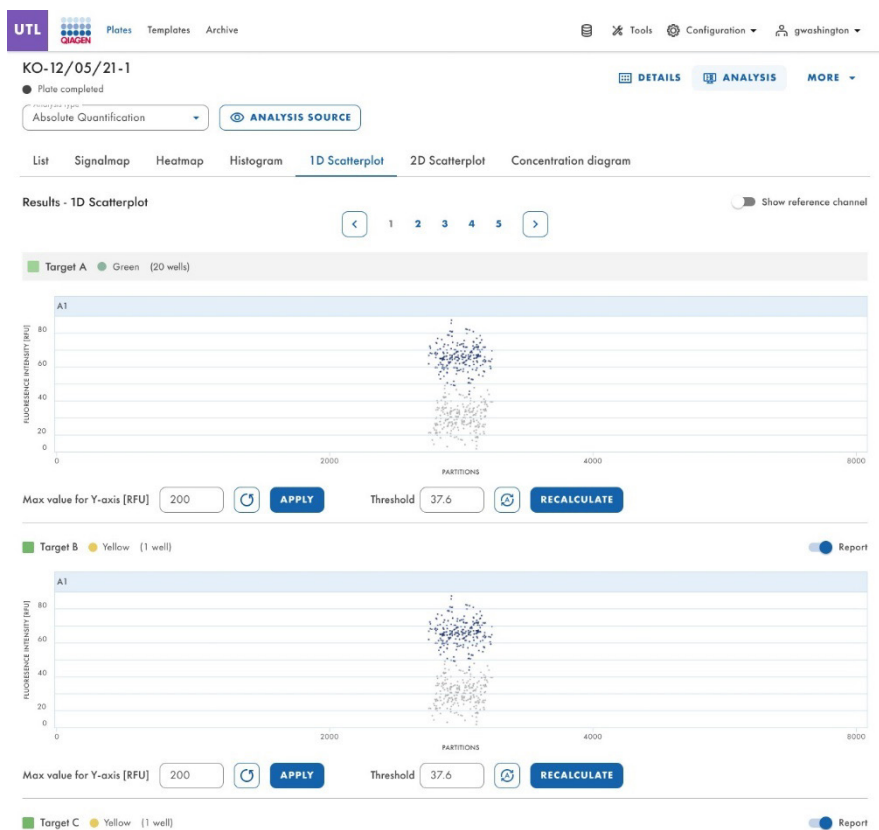 UTL QIAGEN Plates Templates Archive Tools Configuration gwashington
KO-12/05/21-1
DETAILS ANALYSIS MORE
Plate completed
Analysis type
Absolute Quantification ANALYSIS SOURCE
List Signalmap Heatmap Histogram 1D Scatterplot 2D Scatterplot Concentration diagram
Results - 1D Scatterplot Show reference channel
1 2 3 4 5
Target A Green (20 wells)
A1
FLUORESENCE INTENSITY [RFU]
80
60
40
20
0
0 2000 4000 8000
PARTITIONS
Max value for Y-axis [RFU] 200 APPLY Threshold 37.6 A RECALCULATE
Target B Yellow (1 well) Report
A1
FLUORESENCE INTENSITY [RFU]
80
60
40
20
0
0 2000 4000 8000
PARTITIONS
Max value for Y-axis [RFU] 200 APPLY Threshold 37.6 A RECALCULATE
Target C Yellow (1 well) Report